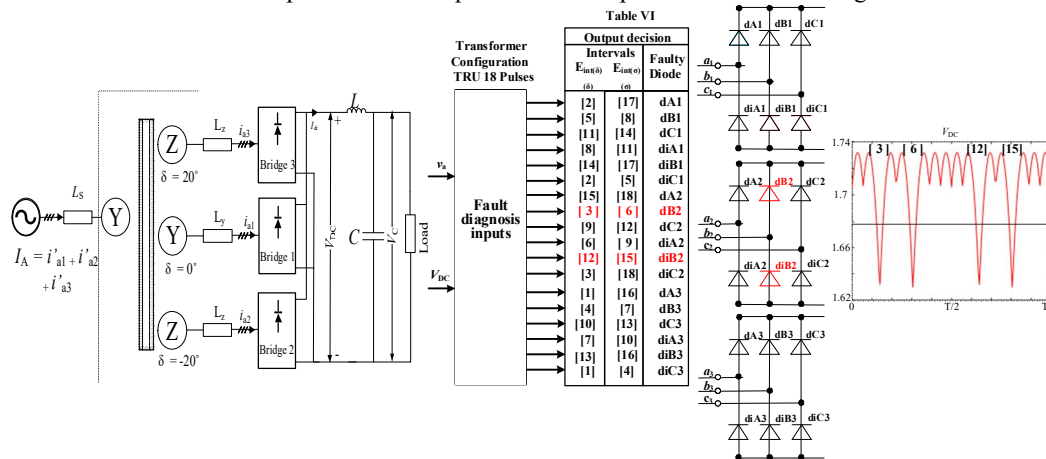 Table VI
Output decision
Intervals
E_int(δ) E_int(σ)
(δ) (σ)
Faulty
Diode
[2] [17] dA1
[5] [8] dB1
[11] [14] dC1
[8] [11] diA1
[14] [17] diB1
[2] [5] diC1
[15] [18] dA2
[ 3 ] [ 6 ] dB2
[9] [12] dC2
[6] [ 9 ] diA2
[12] [15] diB2
[3] [18] diC2
[1] [16] dA3
[4] [7] dB3
[10] [13] dC3
[7] [10] diA3
[13] [16] diB3
[1] [4] diC3
Transformer
Configuration
TRU 18 Pulses
v_a
Fault
diagnosis
inputs
V_DC
L_S
I_A = i'_a1 + i'_a2
+ i'_a3
Y
Z
δ = 20°
L_z
i_a3
Bridge 3
Y
δ = 0°
L_y
i_a1
Bridge 1
Z
δ = -20°
L_z
i_a2
Bridge 2
L
+
V_DC
C
V_C
Load
-
dA1 dB1 dC1
a₁
b₁
c₁
diA1 diB1 diC1
dA2 dB2 dC2
a₂
b₂
c₂
diA2 diB2 diC2
dA3 dB3 dC3
a₃
b₃
c₃
diA3 diB3 diC3
V_DC
1.74
[ 3 ] [ 6 ] [12] [15]
1.7
1.66
1.62
0 T/2 T